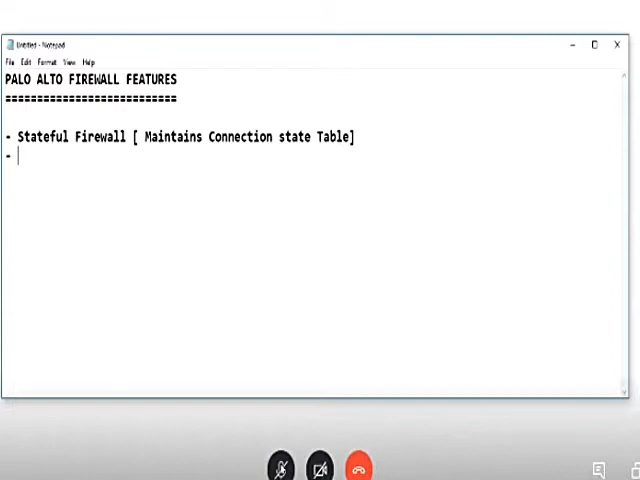 Untitled - Notepad
File Edit Format View Help
PALO ALTO FIREWALL FEATURES
===========================
- Stateful Firewall [ Maintains Connection state Table]
-